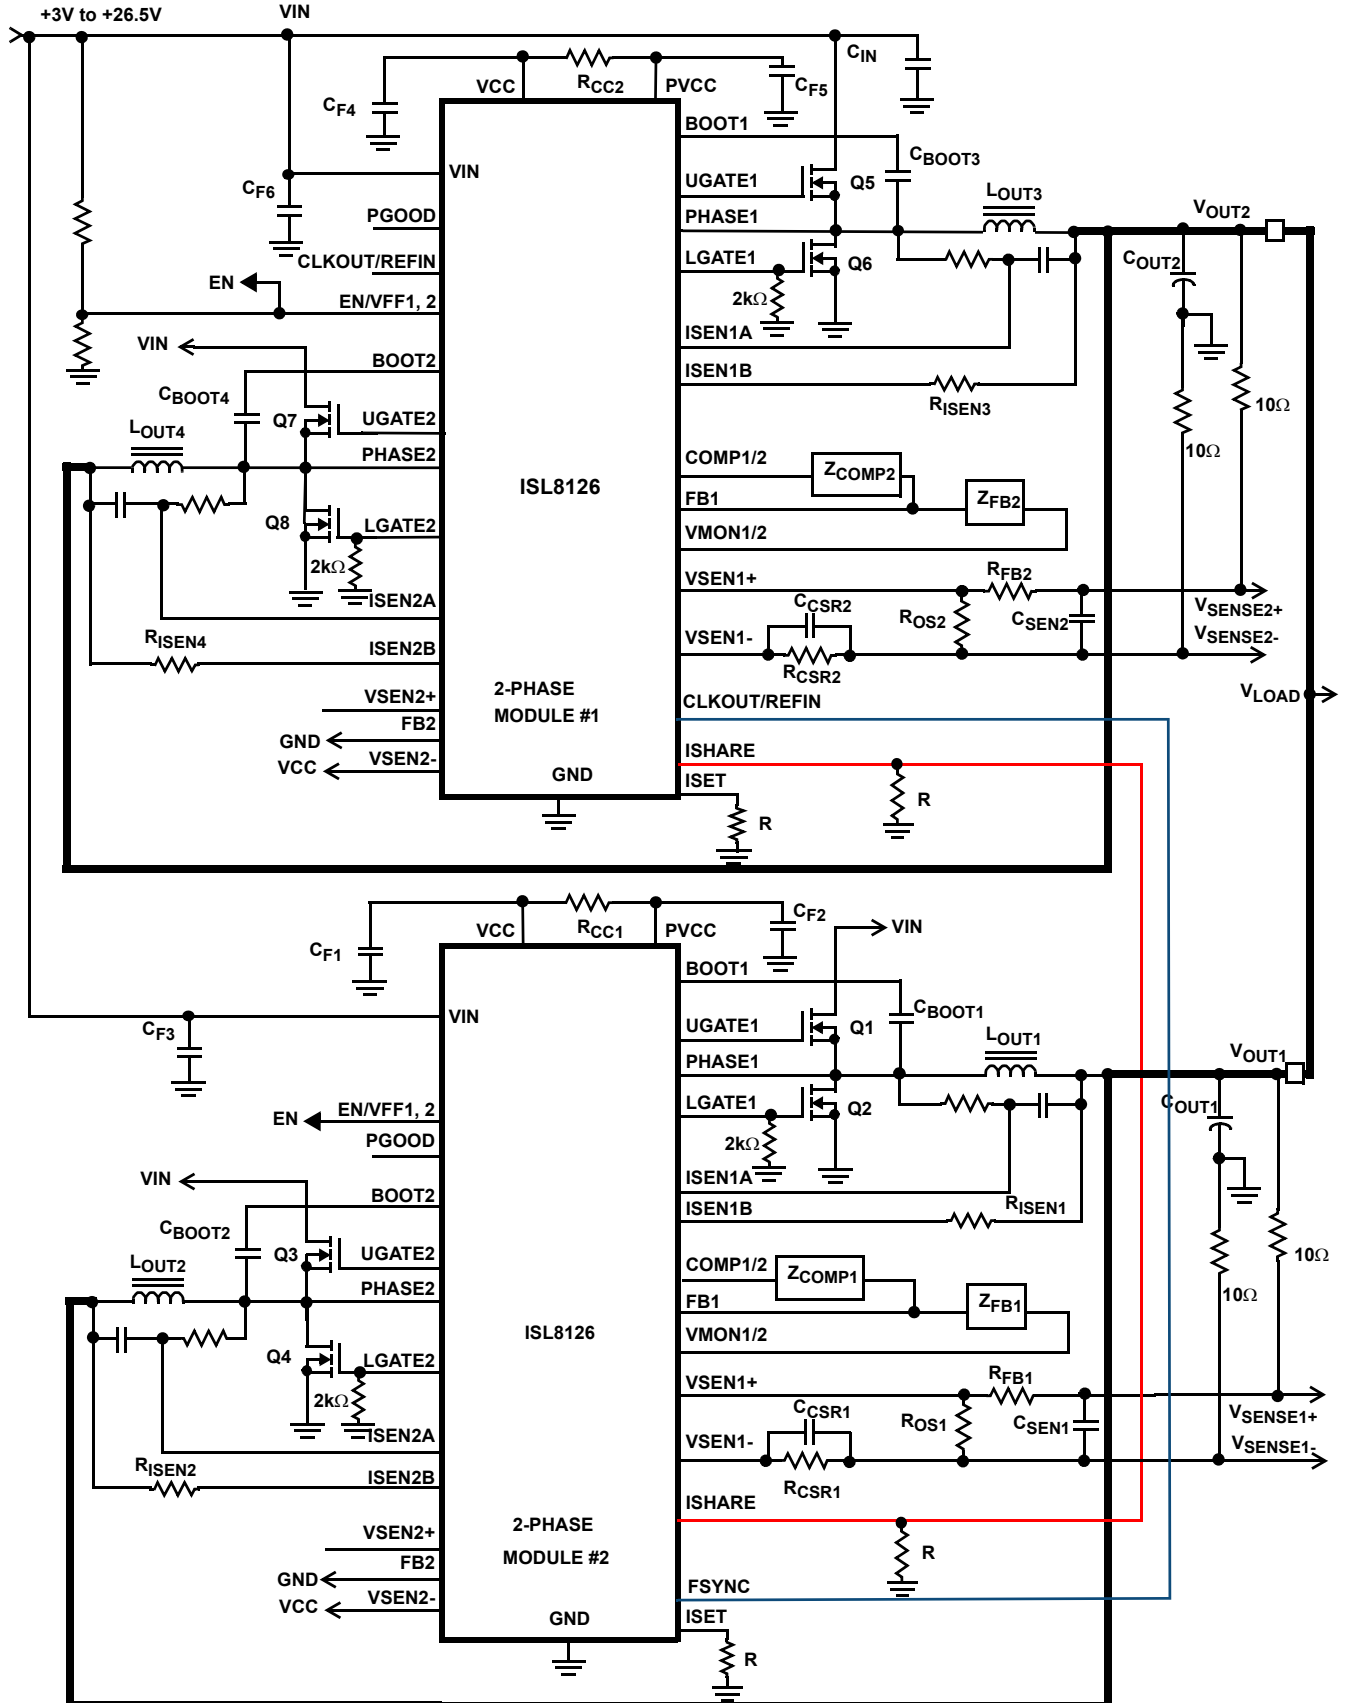 +3V to +26.5V
VIN
VCC
RCC2
PVCC
CF4
CF5
CIN
BOOT1
CBOOT3
VIN
CF6
UGATE1
Q5
LOUT3
VOUT2
PGOOD
PHASE1
CLKOUT/REFIN
LGATE1
Q6
COUT2
EN
EN/VFF1, 2
2kΩ
VIN
ISEN1A
BOOT2
ISEN1B
RISEN3
CBOOT4
Q7
UGATE2
10Ω
10Ω
LOUT4
PHASE2
COMP1/2
ZCOMP2
ISL8126
FB1
ZFB2
Q8
LGATE2
VMON1/2
2kΩ
ISEN2A
VSEN1+
RFB2
CCSR2
ROS2
CSEN2
VSENSE2+
RISEN4
ISEN2B
VSEN1-
VSENSE2-
RCSR2
VSEN2+
2-PHASE
MODULE #1
CLKOUT/REFIN
VLOAD
FB2
GND
VSEN2-
VCC
ISHARE
GND
ISET
R
R
VCC
RCC1
PVCC
CF1
CF2
VIN
BOOT1
CBOOT1
VIN
CF3
UGATE1
Q1
LOUT1
VOUT1
PHASE1
EN
EN/VFF1, 2
LGATE1
Q2
COUT1
PGOOD
2kΩ
VIN
ISEN1A
BOOT2
ISEN1B
RISEN1
CBOOT2
Q3
UGATE2
10Ω
10Ω
LOUT2
PHASE2
COMP1/2
ZCOMP1
FB1
ZFB1
ISL8126
VMON1/2
Q4
LGATE2
2kΩ
VSEN1+
RFB1
ISEN2A
CCSR1
ROS1
CSEN1
VSENSE1+
VSEN1-
VSENSE1-
RISEN2
ISEN2B
RCSR1
ISHARE
VSEN2+
2-PHASE
MODULE #2
R
FB2
GND
FSYNC
VSEN2-
VCC
GND
ISET
R